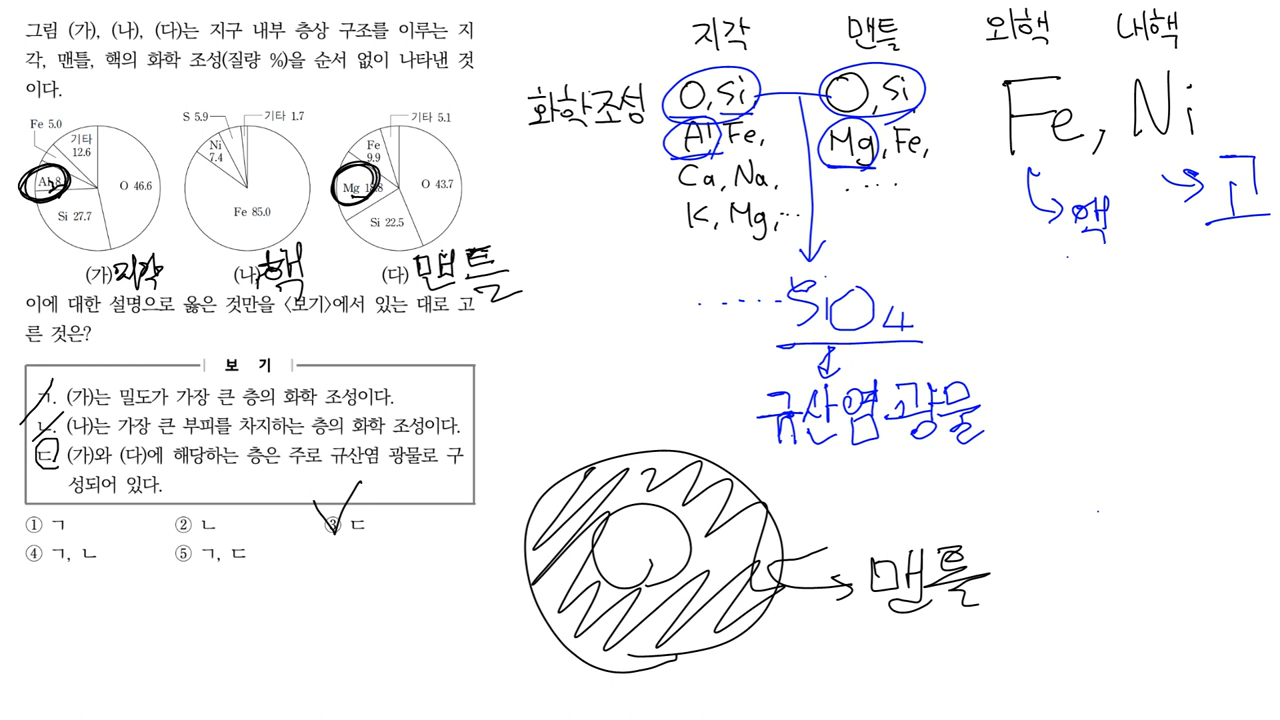 그림 (가), (나), (다)는 지구 내부 층상 구조를 이루는 지
각, 맨틀, 핵의 화학 조성(질량 %)을 순서 없이 나타낸 것
이다.
Fe 5.0
기타
12.6
O 46.6
Si 27.7
(가) 지각
S 5.9
기타 1.7
Ni
7.4
Fe 85.0
(나) 핵
기타 5.1
Fe
9.9
Mg 18.8
O 43.7
Si 22.5
(다) 맨틀
이에 대한 설명으로 옳은 것만을 <보기>에서 있는 대로 고
른 것은?
보 기
ㄱ. (가)는 밀도가 가장 큰 층의 화학 조성이다.
ㄴ. (나)는 가장 큰 부피를 차지하는 층의 화학 조성이다.
ㄷ. (가)와 (다)에 해당하는 층은 주로 규산염 광물로 구
성되어 있다.
① ㄱ ② ㄴ ③ ㄷ
④ ㄱ, ㄴ ⑤ ㄱ, ㄷ
지각 맨틀 외핵 내핵
화학조성
O, Si,
Al, Fe,
Ca, Na,
K, Mg, ...
O, Si
Mg, Fe,
....
Fe, Ni
액
고
......SiO4
규산염 광물
맨틀